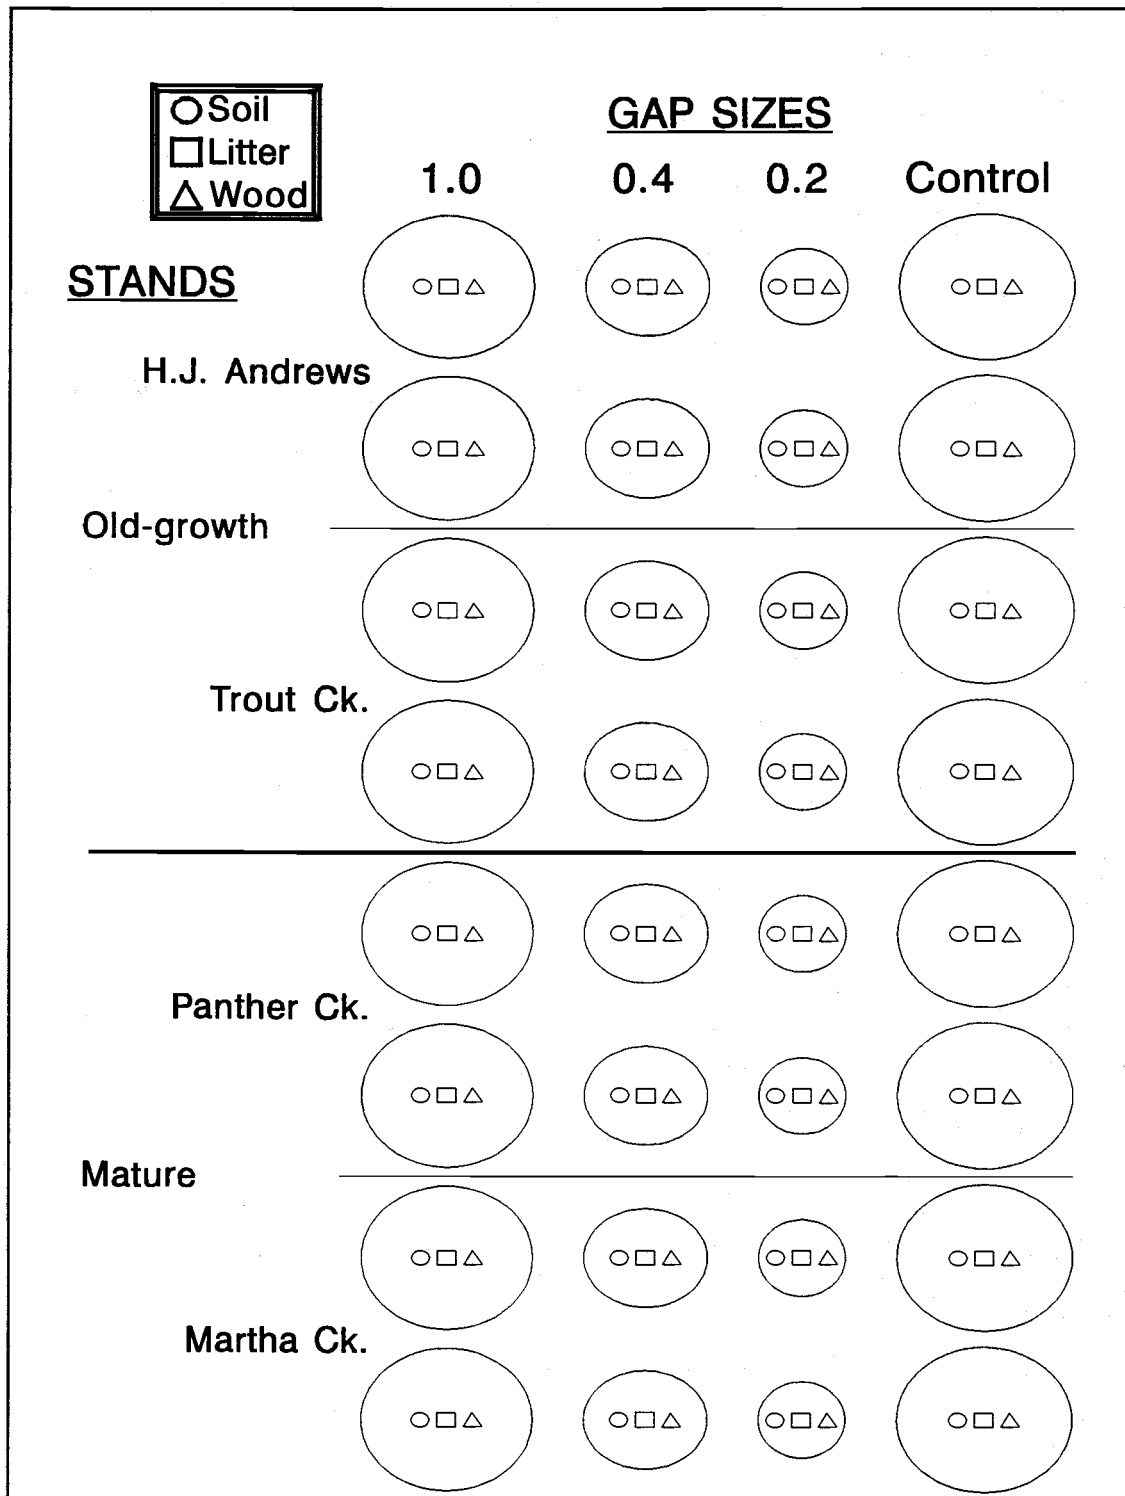 Soil
Litter
Wood
GAP SIZES
1.0 0.4 0.2 Control
STANDS
H.J. Andrews
Old-growth
Trout Ck.
Panther Ck.
Mature
Martha Ck.